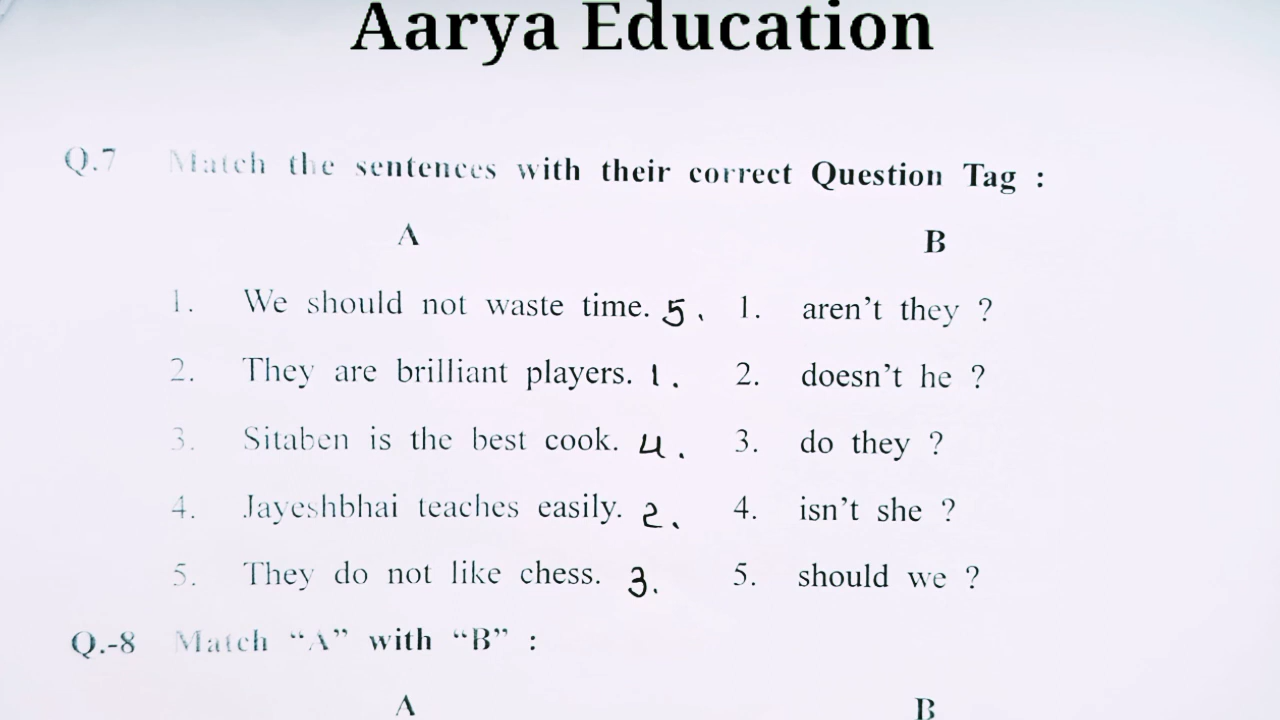 Aarya Education
Q.7 Match the sentences with their correct Question Tag :
A B
1. We should not waste time. 5. 1. aren't they ?
2. They are brilliant players. 1. 2. doesn't he ?
3. Sitaben is the best cook. 4. 3. do they ?
4. Jayeshbhai teaches easily. 2. 4. isn't she ?
5. They do not like chess. 3. 5. should we ?
Q.-8 Match “A” with “B” :
A B